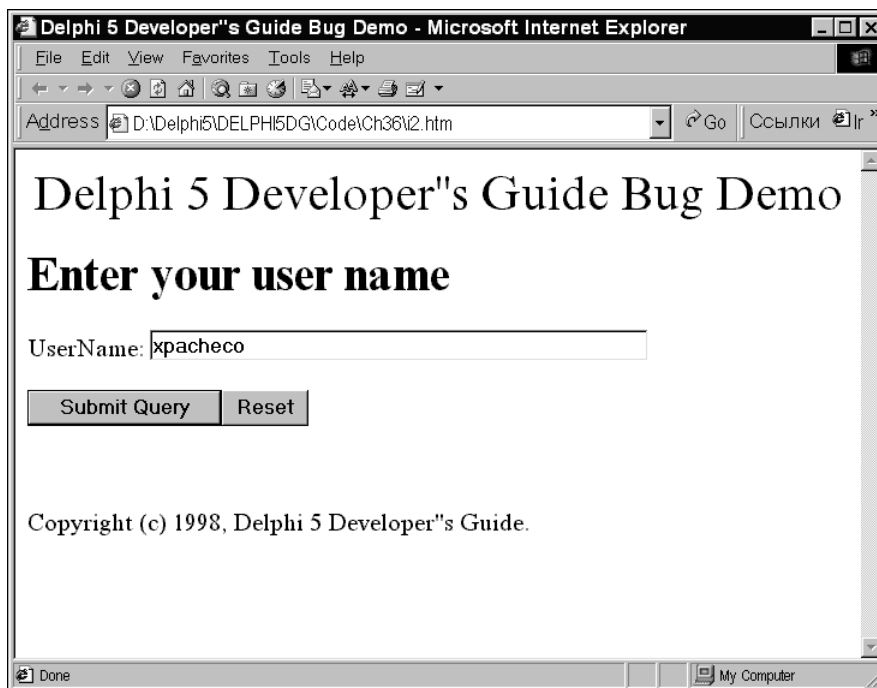 Delphi 5 Developer"s Guide Bug Demo - Microsoft Internet Explorer
File Edit View Favorites Tools Help
Address D:\Delphi5\DELPHI5DG\Code\Ch36\i2.htm Go Ссылки Ir »
Delphi 5 Developer"s Guide Bug Demo
Enter your user name
UserName: xpacheco
Submit Query Reset
Copyright (c) 1998, Delphi 5 Developer"s Guide.
Done My Computer